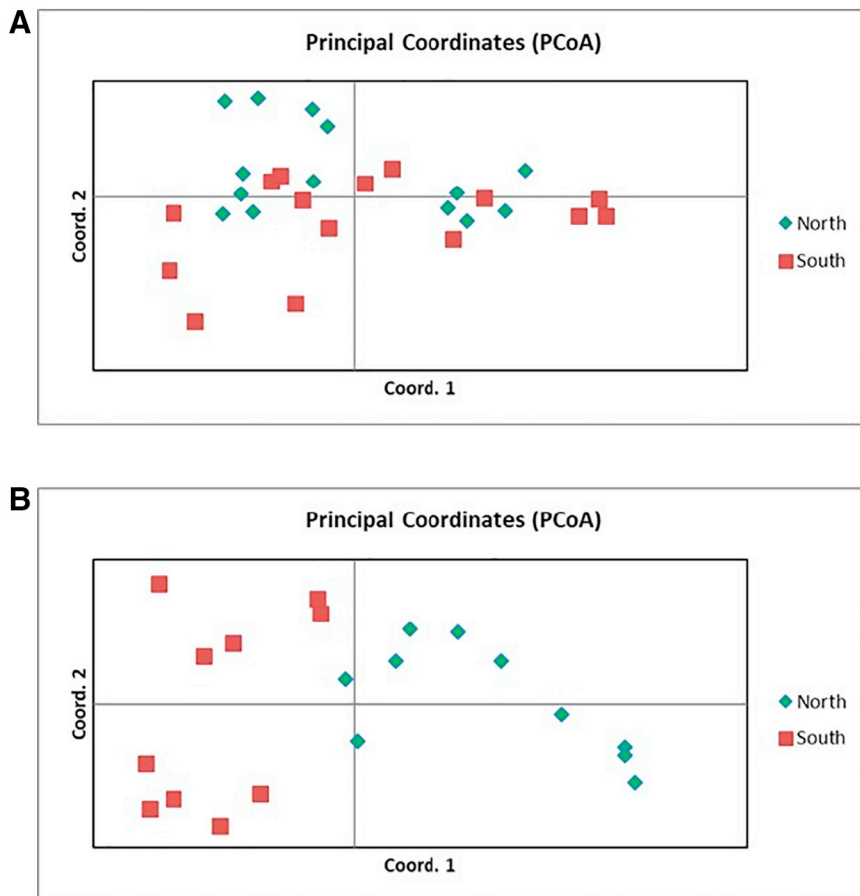 A
Principal Coordinates (PCoA)
Coord. 2
North
South
Coord. 1
B
Principal Coordinates (PCoA)
Coord. 2
North
South
Coord. 1